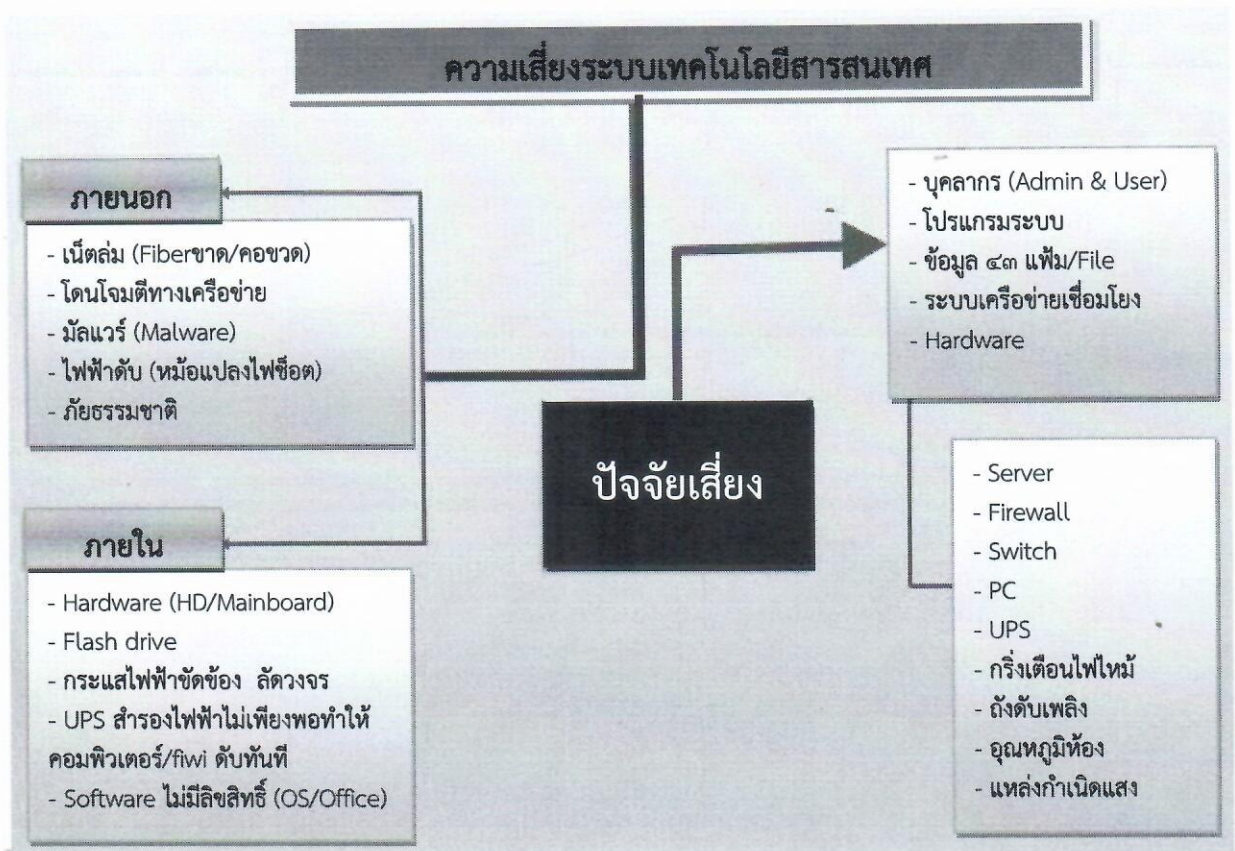 ความเสี่ยงระบบเทคโนโลยีสารสนเทศ
ภายนอก
- เน็ตล่ม (Fiberขาด/คอขวด)
- โดนโจมตีทางเครือข่าย
- มัลแวร์ (Malware)
- ไฟฟ้าดับ (หม้อแปลงไฟช็อต)
- ภัยธรรมชาติ
ภายใน
- Hardware (HD/Mainboard)
- Flash drive
- กระแสไฟฟ้าขัดข้อง ลัดวงจร
- UPS สำรองไฟฟ้าไม่เพียงพอทำให้
คอมพิวเตอร์/fiwi ดับทันที
- Software ไม่มีลิขสิทธิ์ (OS/Office)
ปัจจัยเสี่ยง
- บุคลากร (Admin & User)
- โปรแกรมระบบ
- ข้อมูล ๔๓ แฟ้ม/File
- ระบบเครือข่ายเชื่อมโยง
- Hardware
- Server
- Firewall
- Switch
- PC
- UPS
- กริ่งเตือนไฟไหม้
- ถังดับเพลิง
- อุณหภูมิห้อง
- แหล่งกำเนิดแสง